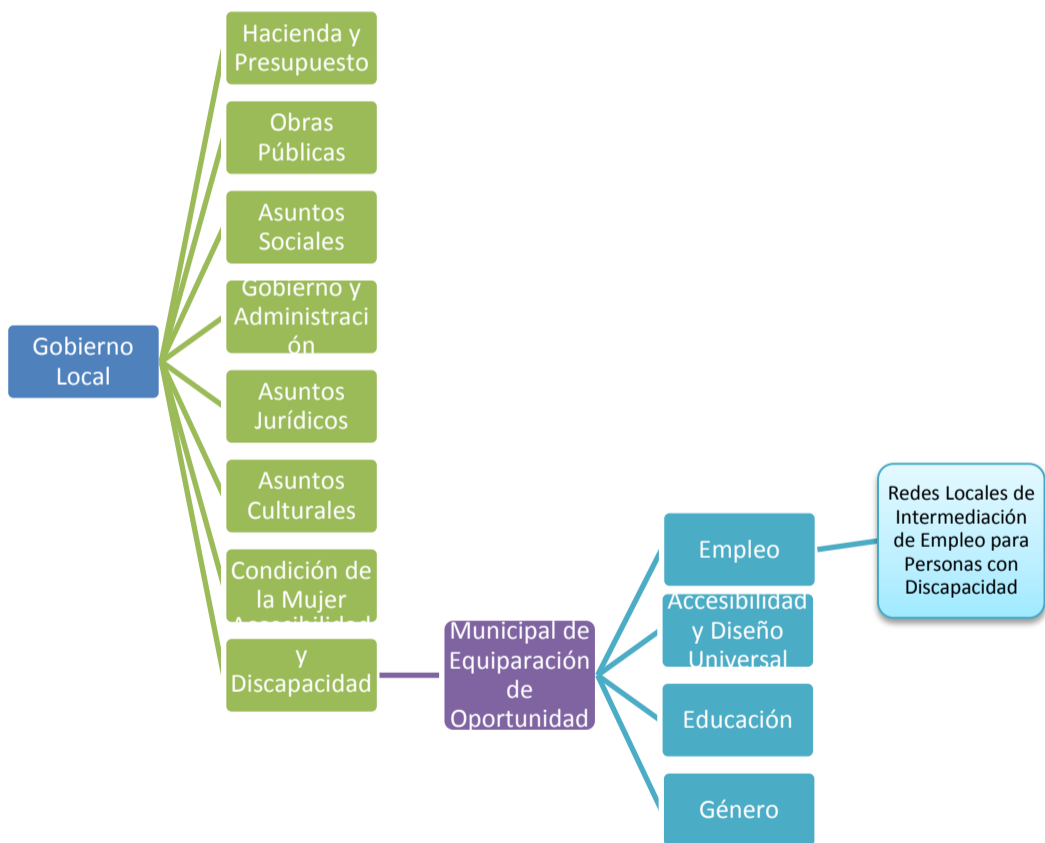 Hacienda y
Presupuesto
Obras
Públicas
Asuntos
Sociales
Gobierno y
Administraci
ón
Gobierno
Local
Asuntos
Jurídicos
Asuntos
Culturales
Condición de
la Mujer
Accesibilidad
y
Discapacidad
Municipal de
Equiparación
de
Oportunidad
Empleo
Accesibilidad
y Diseño
Universal
Educación
Género
Redes Locales de
Intermediación
de Empleo para
Personas con
Discapacidad